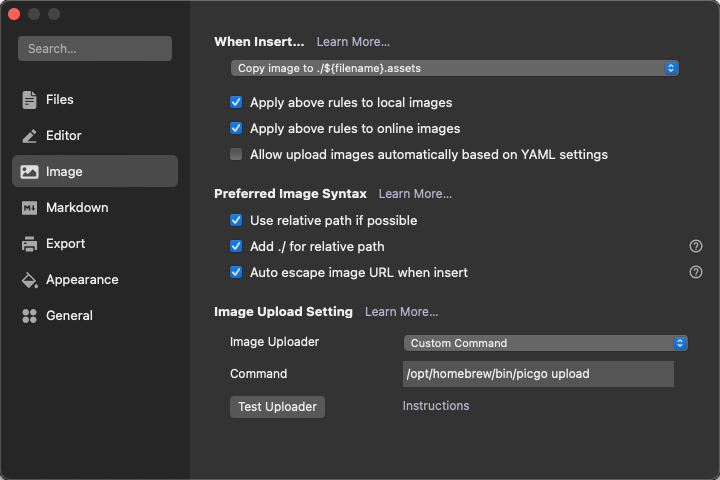 Search...
Files
Editor
Image
Markdown
Export
Appearance
General
When Insert... Learn More...
Copy image to ./${filename}.assets
Apply above rules to local images
Apply above rules to online images
Allow upload images automatically based on YAML settings
Preferred Image Syntax Learn More...
Use relative path if possible
Add ./ for relative path ?
Auto escape image URL when insert ?
Image Upload Setting Learn More...
Image Uploader Custom Command
Command /opt/homebrew/bin/picgo upload
Test Uploader Instructions